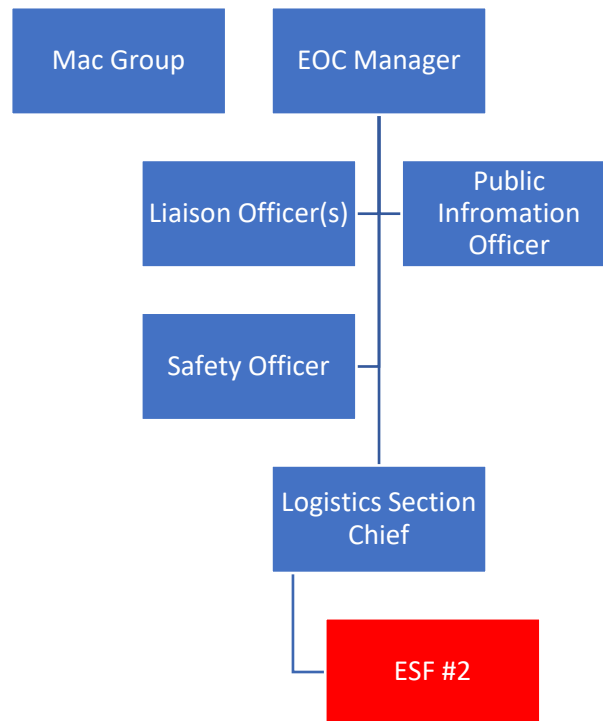 Mac Group
EOC Manager
Liaison Officer(s)
Public
Infromation
Officer
Safety Officer
Logistics Section
Chief
ESF #2